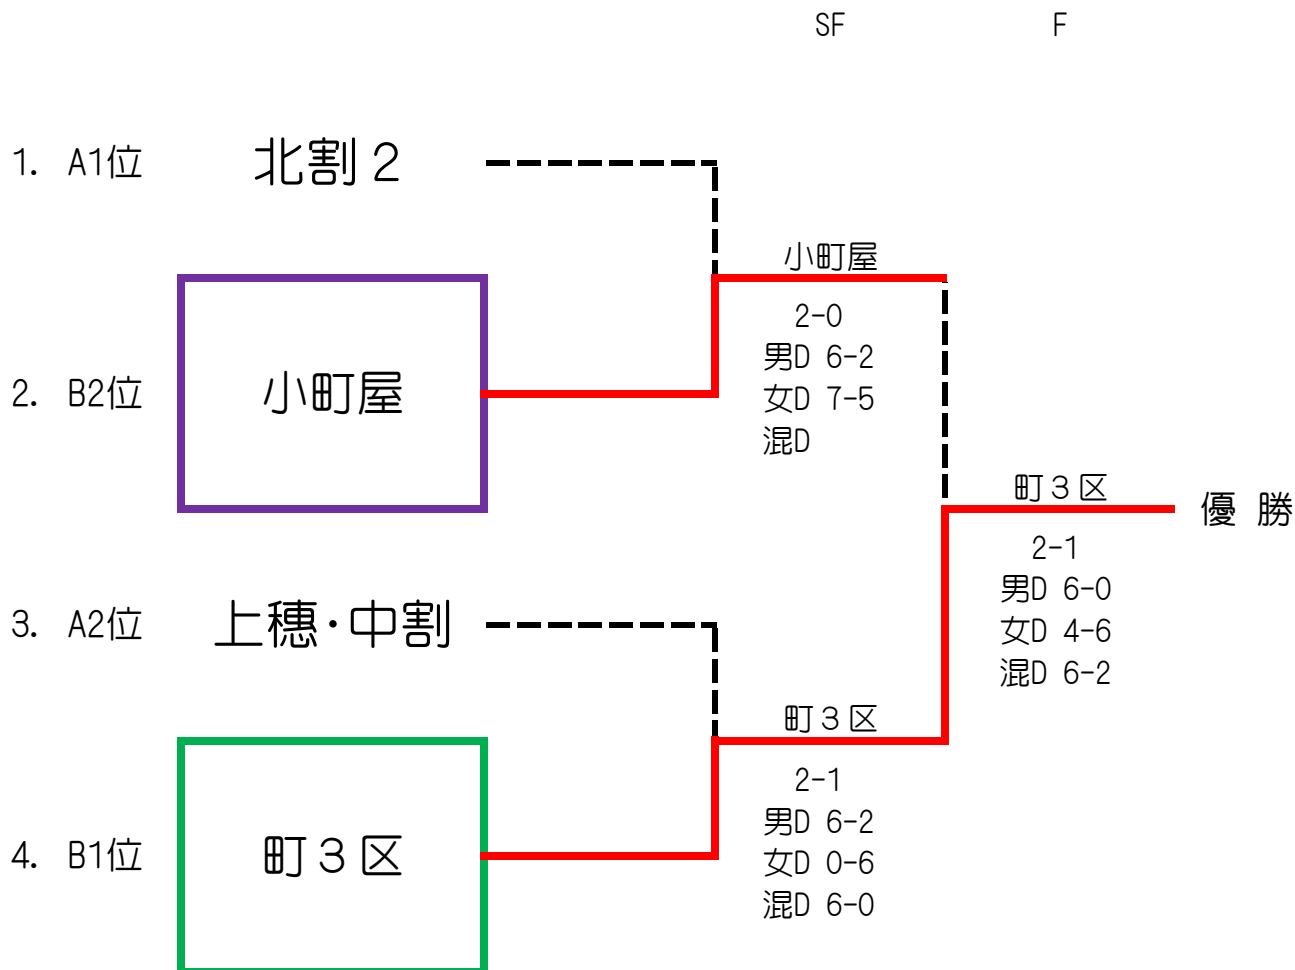 SF F
1. A1位 北割２
小町屋
2-0
男D 6-2
2. B2位 小町屋
女D 7-5
混D
町３区
優 勝
2-1
男D 6-0
3. A2位 上穂・中割
女D 4-6
混D 6-2
町３区
2-1
男D 6-2
4. B1位 町３区
女D 0-6
混D 6-0